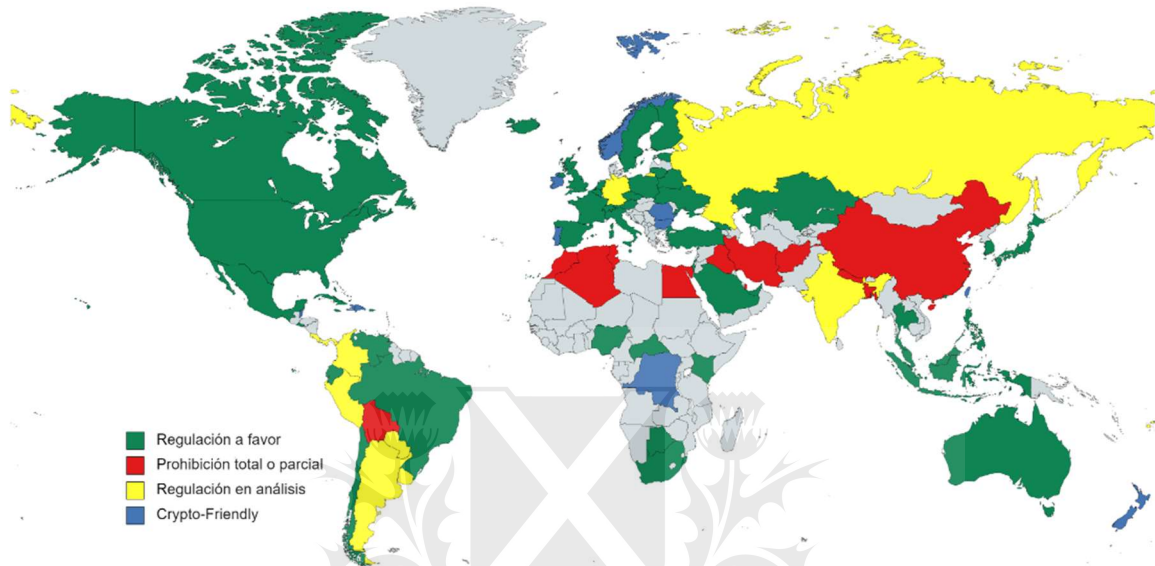 Regulación a favor
Prohibición total o parcial
Regulación en análisis
Crypto-Friendly